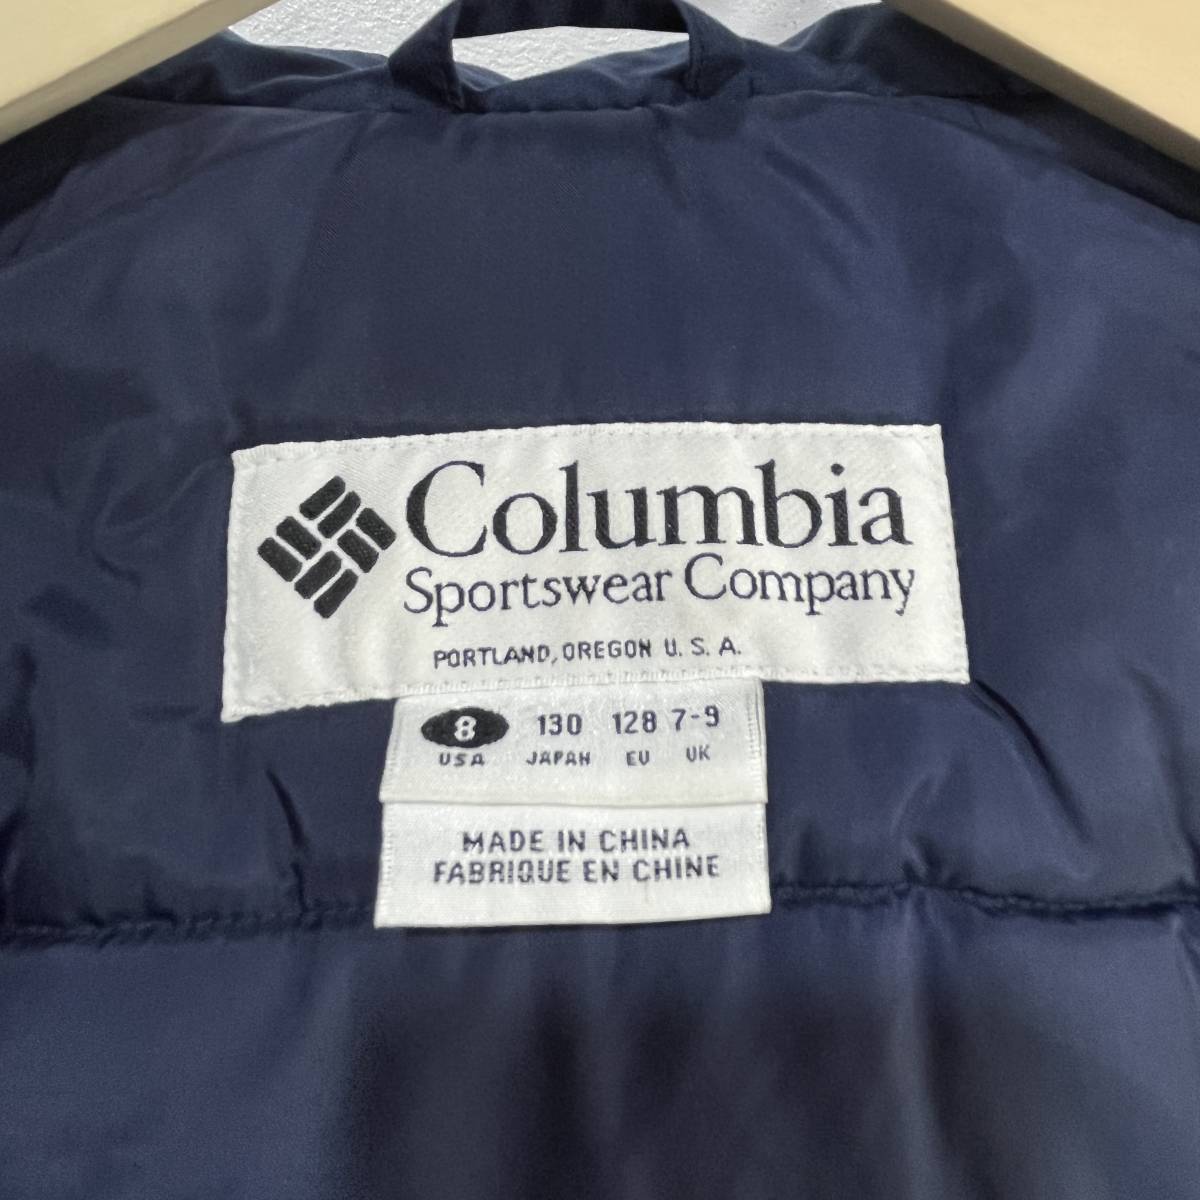 Columbia
Sportswear Company
PORTLAND, OREGON U. S. A.
8 130 128 7-9
USA JAPAN EU UK
MADE IN CHINA
FABRIQUE EN CHINE